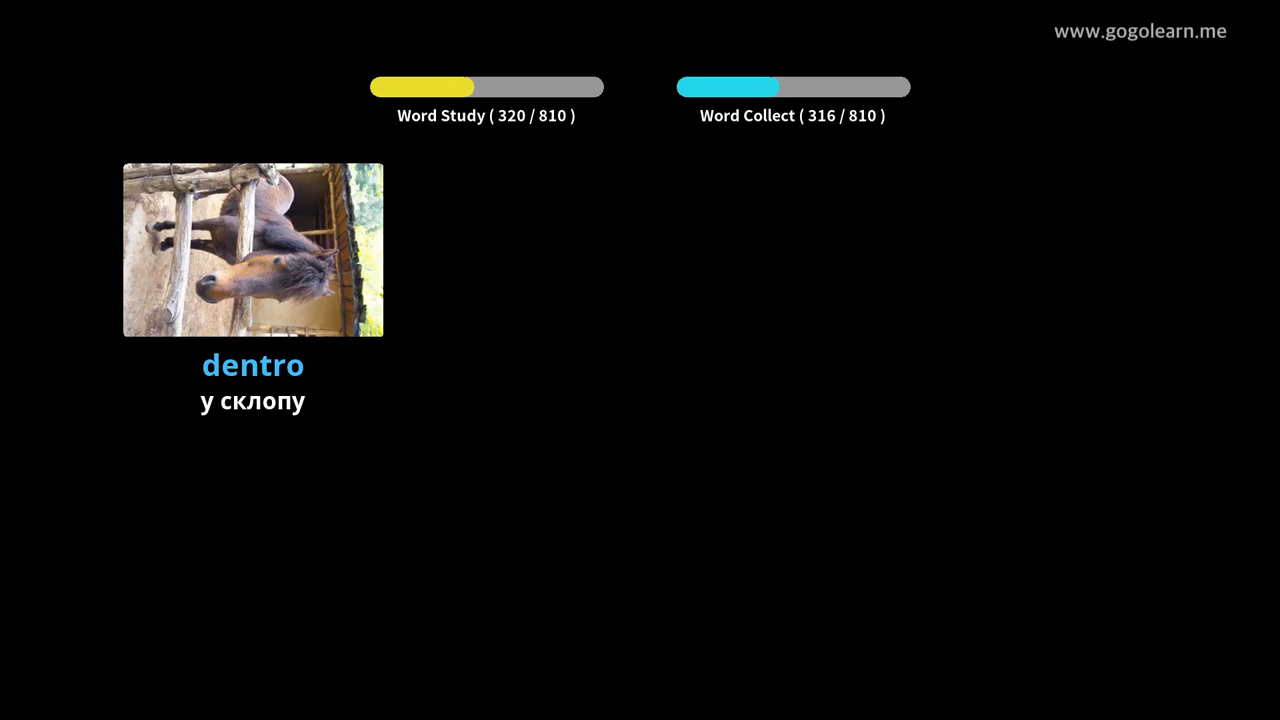 www.gogolearn.me
Word Study ( 320 / 810 )
Word Collect ( 316 / 810 )
dentro
у склопу